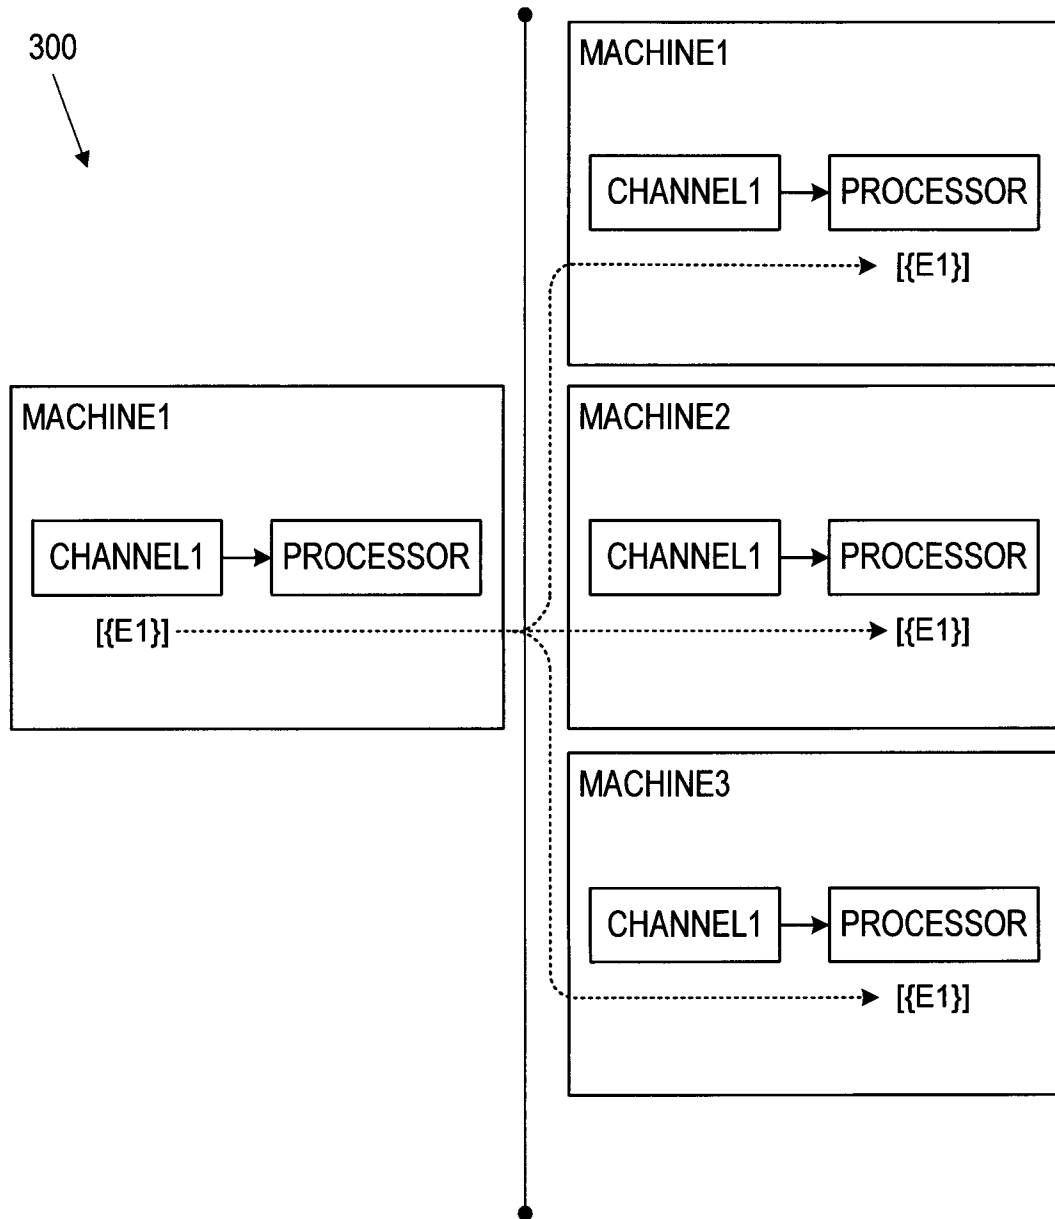 300
MACHINE1
CHANNEL1
PROCESSOR
[{E1}]
MACHINE1
CHANNEL1
PROCESSOR
[{E1}]
MACHINE2
CHANNEL1
PROCESSOR
[{E1}]
MACHINE3
CHANNEL1
PROCESSOR
[{E1}]